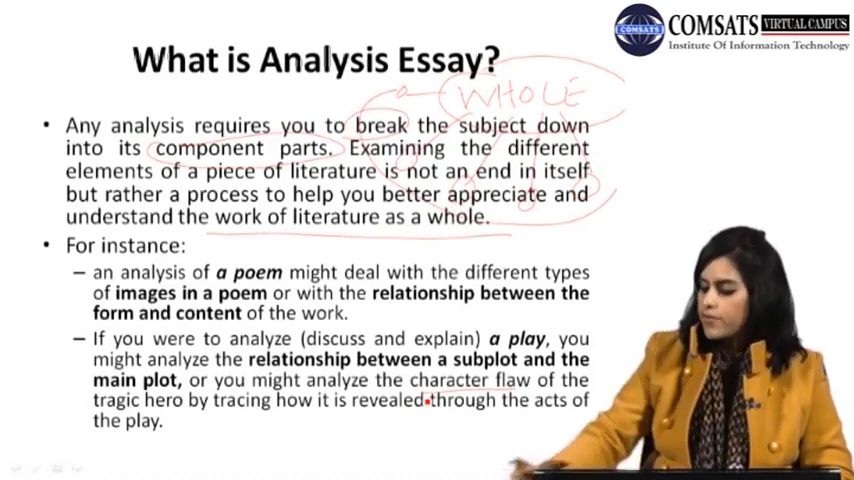 COMSATS
COMSATS VIRTUAL CAMPUS
Institute Of Information Technology
What is Analysis Essay?
WHOLE
• Any analysis requires you to break the subject down
into its component parts. Examining the different
elements of a piece of literature is not an end in itself
but rather a process to help you better appreciate and
understand the work of literature as a whole.
• For instance:
– an analysis of a poem might deal with the different types
of images in a poem or with the relationship between the
form and content of the work.
– If you were to analyze (discuss and explain) a play, you
might analyze the relationship between a subplot and the
main plot, or you might analyze the character flaw of the
tragic hero by tracing how it is revealed through the acts of
the play.